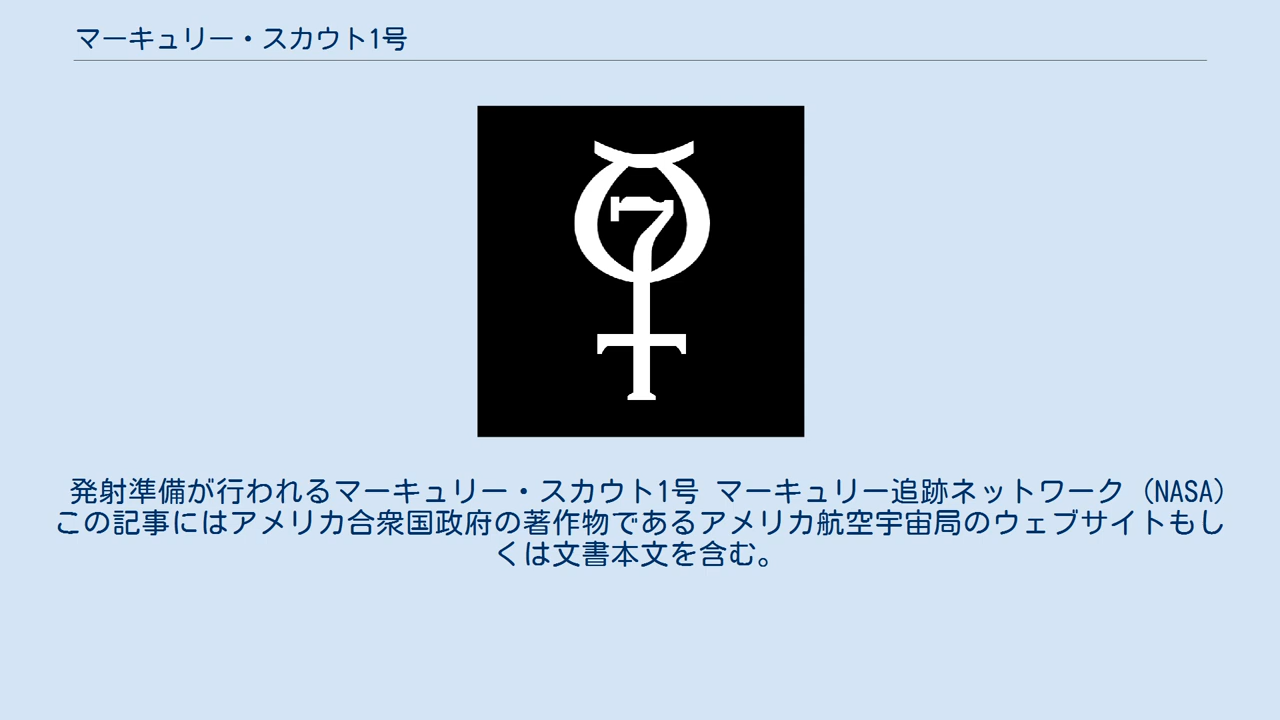 マーキュリー・スカウト1号
7
発射準備が行われるマーキュリー・スカウト1号 マーキュリー追跡ネットワーク（NASA）
この記事にはアメリカ合衆国政府の著作物であるアメリカ航空宇宙局のウェブサイトもし
くは文書本文を含む。